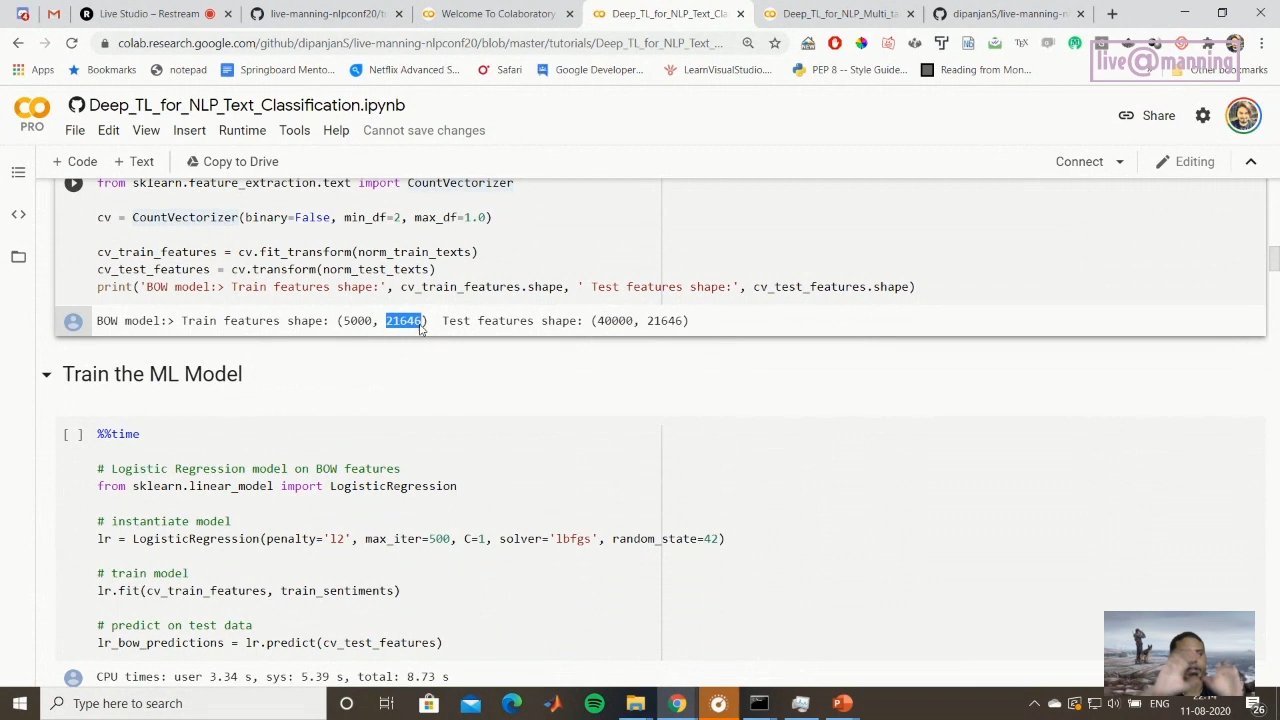 Live Studio — Restream
live-manning-nlpconf20/tutorials
Welcome To Colaboratory
Deep_TL_for_NLP_Text_Cla
Deep_TL_for_NLP_Multi_ta
dipanjanS/live-manning-nlpconf20
colab.research.google.com/github/dipanjanS/live_manning-nlpconf20/blob/master/tutorials/Deep_TL_for_NLP_Text_...
live@manning
Apps
notepad
Springboard Mento...
Netflix Advanced S...
Safari
Google Developer...
LearnVisualStudio...
PEP 8 -- Style Guide...
Reading from Mon...
Other bookmarks
Deep_TL_for_NLP_Text_Classification.ipynb
PRO
File Edit View Insert Runtime Tools Help Cannot save changes
Share
+ Code + Text Copy to Drive
Connect
Editing
from sklearn.feature_extraction.text import CountVectorizer
cv = CountVectorizer(binary=False, min_df=2, max_df=1.0)
cv_train_features = cv.fit_transform(norm_train_texts)
cv_test_features = cv.transform(norm_test_texts)
print('BOW model:> Train features shape:', cv_train_features.shape, ' Test features shape:', cv_test_features.shape)
BOW model:> Train features shape: (5000, 21646) Test features shape: (40000, 21646)
Train the ML Model
[ ] %%time
# Logistic Regression model on BOW features
from sklearn.linear_model import LogisticRegression
# instantiate model
lr = LogisticRegression(penalty='l2', max_iter=500, C=1, solver='lbfgs', random_state=42)
# train model
lr.fit(cv_train_features, train_sentiments)
# predict on test data
lr_bow_predictions = lr.predict(cv_test_features)
CPU times: user 3.34 s, sys: 5.39 s, total: 8.73 s
Type here to search
ENG
22:14
11-08-2020
26